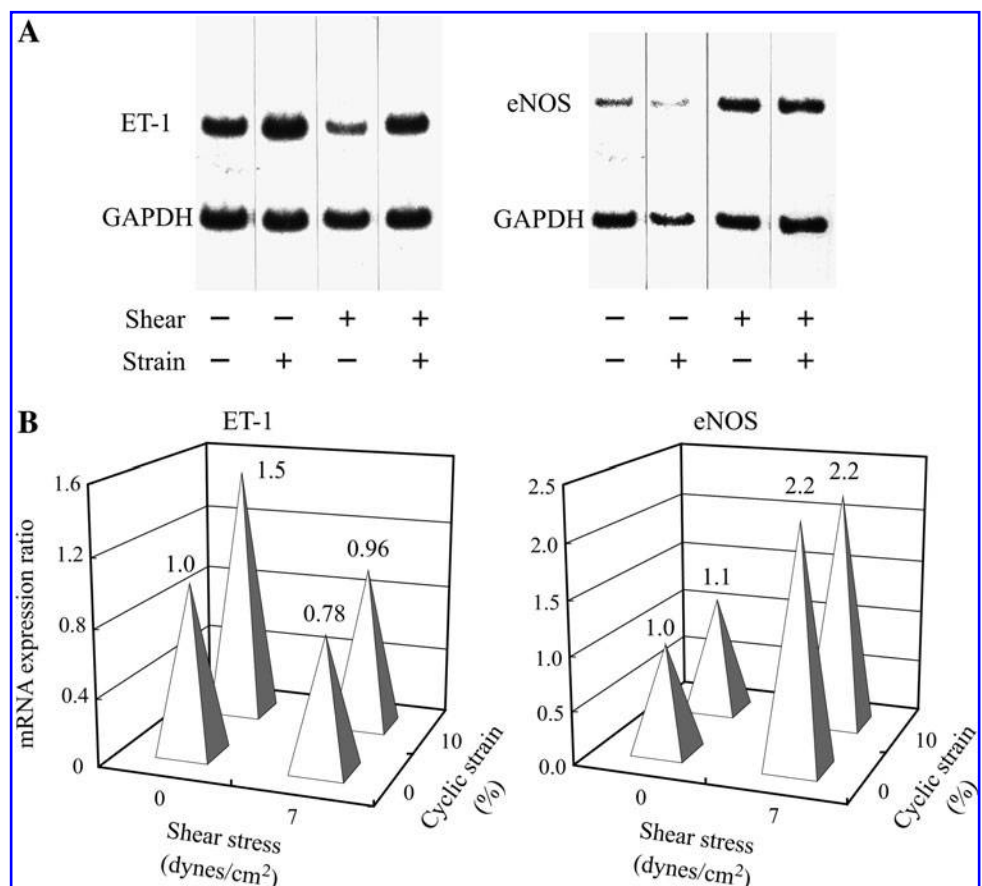 A
ET-1
GAPDH
eNOS
GAPDH
Shear − − + +
Strain − + − +
− − + +
− + − +
B
ET-1
mRNA expression ratio
1.6
1.2
0.8
0.4
0
1.0
1.5
0.78
0.96
0
7
Shear stress
(dynes/cm²)
0
10
Cyclic strain
(%)
eNOS
2.5
2.0
1.5
1.0
0.5
0.0
1.0
1.1
2.2
2.2
0
7
Shear stress
(dynes/cm²)
0
10
Cyclic strain
(%)